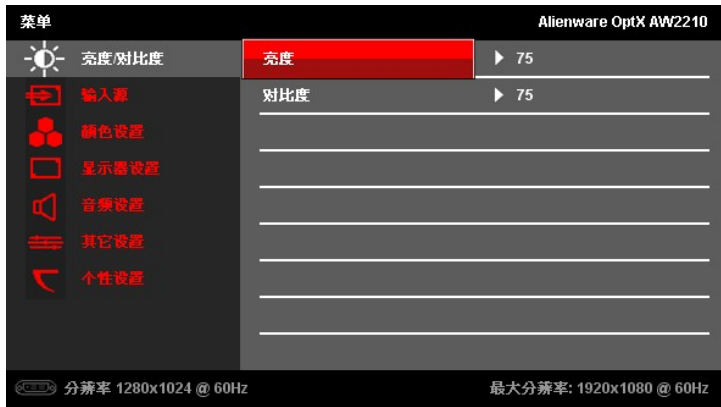 菜单
Alienware OptX AW2210
亮度/对比度
亮度
75
输入源
对比度
75
颜色设置
显示器设置
音频设置
其它设置
个性设置
分辨率 1280x1024 @ 60Hz
最大分辨率: 1920x1080 @ 60Hz